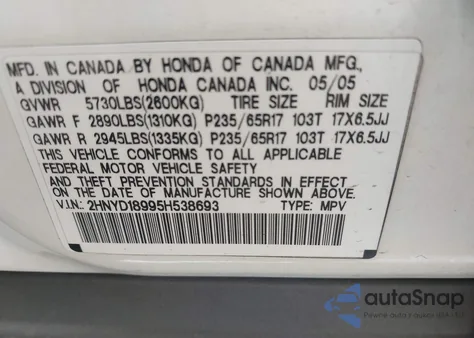 MFD. IN CANADA BY HONDA OF CANADA MFG.,
A DIVISION OF HONDA CANADA INC. 05/05
GVWR 5730LBS(2600KG) TIRE SIZE RIM SIZE
GAWR F 2890LBS(1310KG) P235/65R17 103T 17X6.5JJ
GAWR R 2945LBS(1335KG) P235/65R17 103T 17X6.5JJ
THIS VEHICLE CONFORMS TO ALL APPLICABLE
FEDERAL MOTOR VEHICLE SAFETY
AND THEFT PREVENTION STANDARDS IN EFFECT
ON THE DATE OF MANUFACTURE SHOWN ABOVE.
V.I.N.: 2HNYD18995H538693 TYPE: MPV
autoSnap